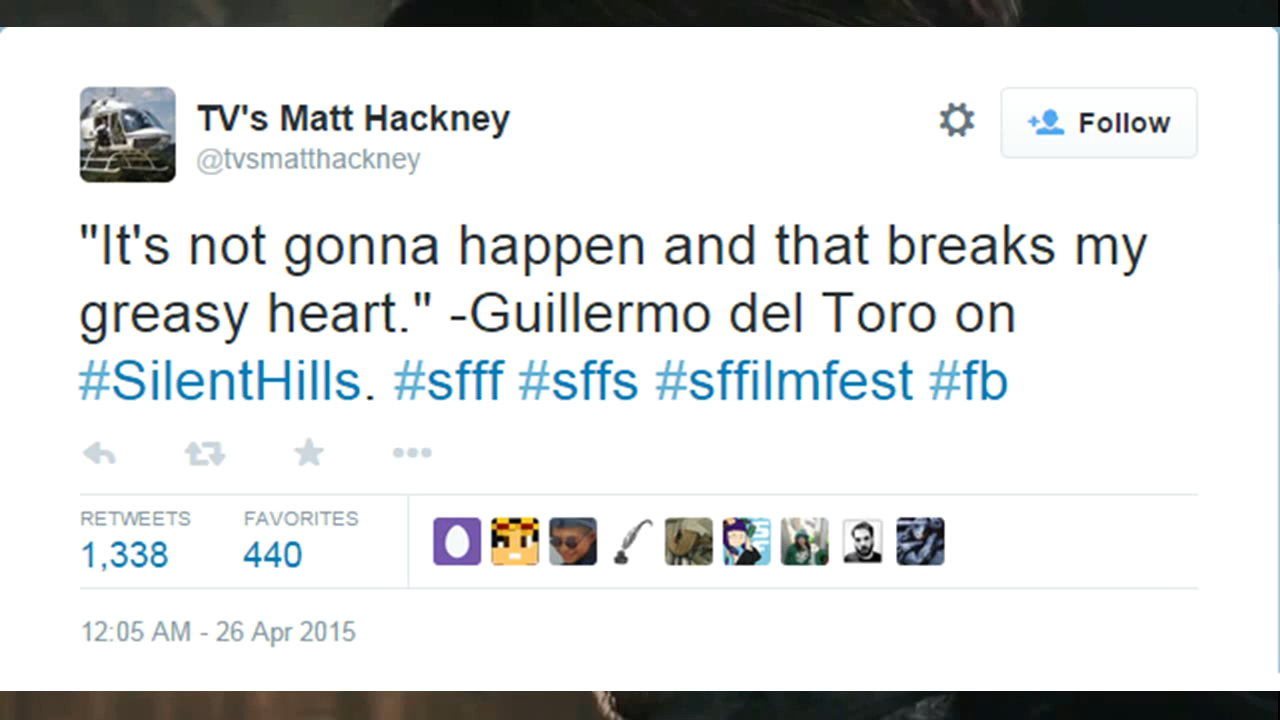 TV's Matt Hackney
@tvsmatthackney
Follow
"It's not gonna happen and that breaks my
greasy heart." -Guillermo del Toro on
#SilentHills. #sfff #sffs #sffilmfest #fb
RETWEETS
FAVORITES
1,338
440
12:05 AM - 26 Apr 2015